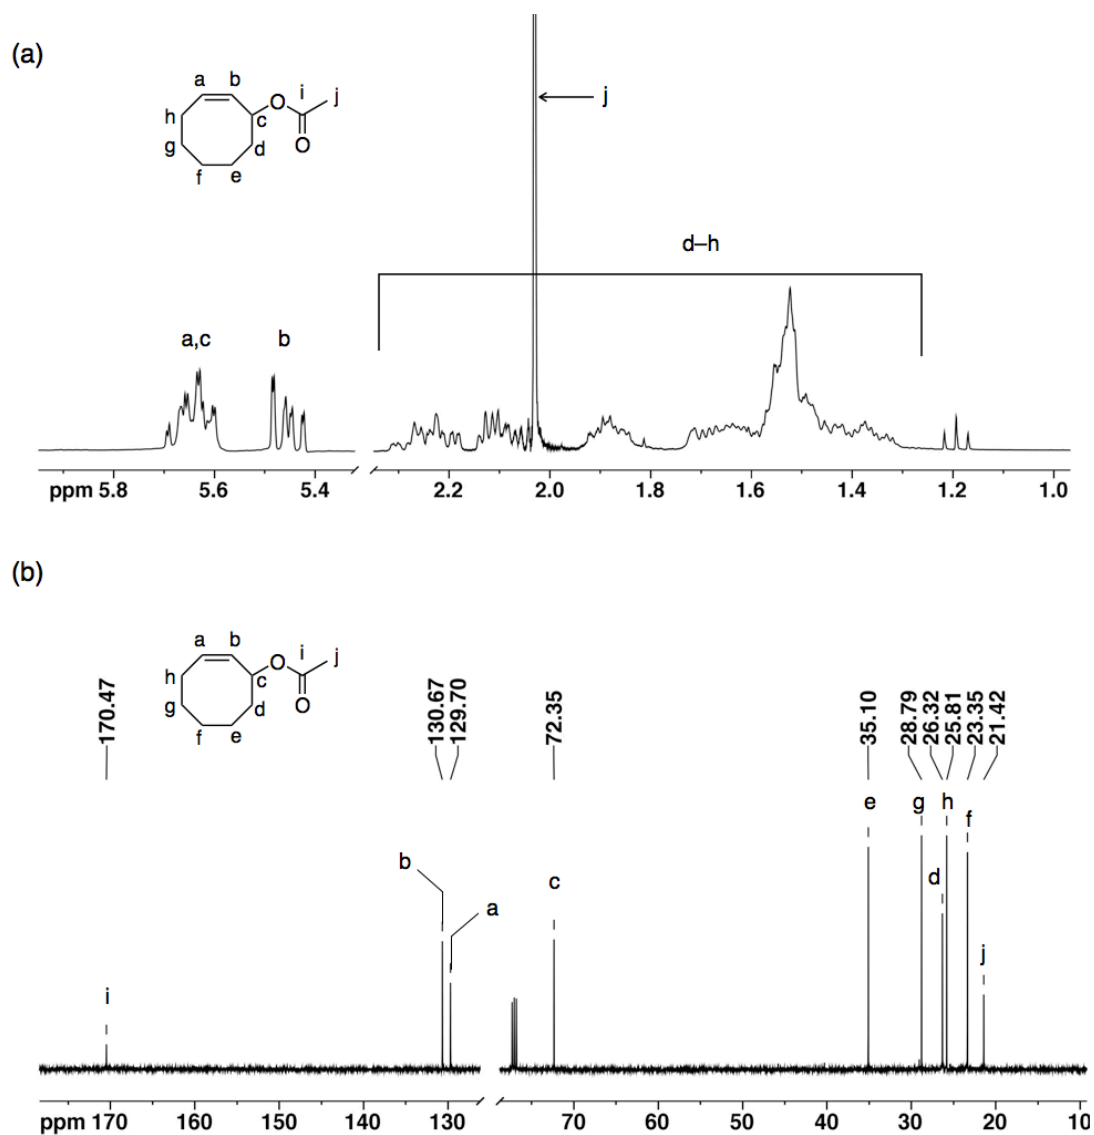 (a)
a b
O i j
h c
g d O
f e
j
d–h
a,c b
ppm 5.8 5.6 5.4 2.2 2.0 1.8 1.6 1.4 1.2 1.0
(b)
a b
O i j
h c
g d O
f e
170.47 130.67 129.70 72.35 35.10 28.79 26.32 25.81 23.35 21.42
e g h
f
b
d
c
a
j
i
ppm 170 160 150 140 130 70 60 50 40 30 20 10